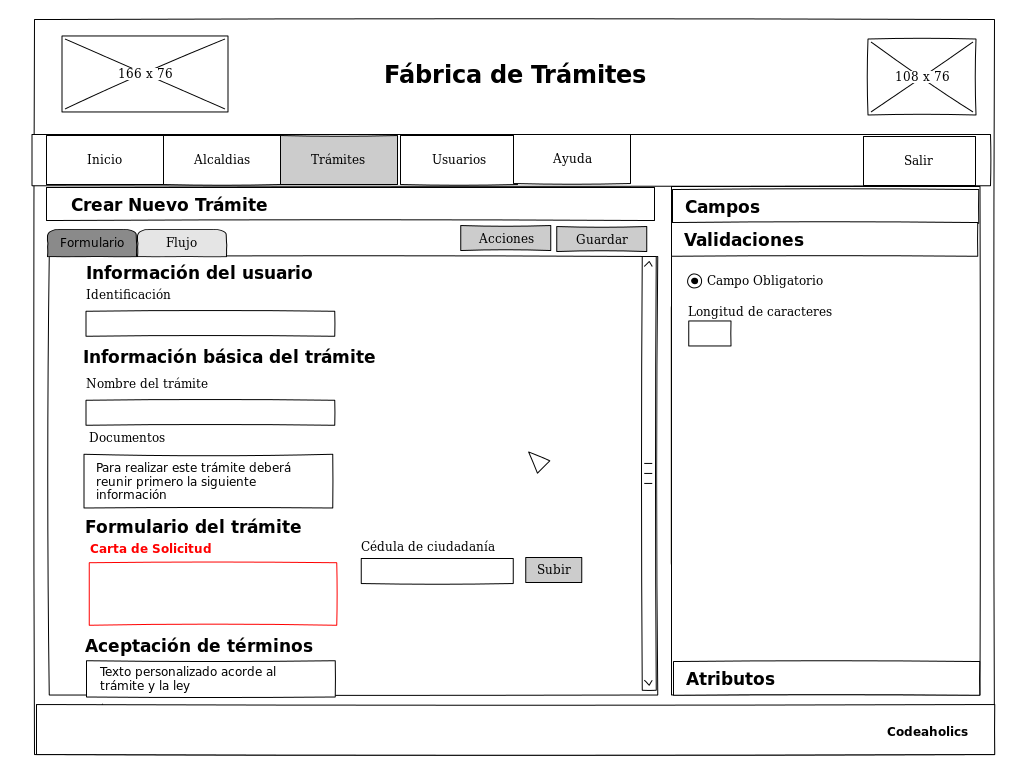 166 x 76
Fábrica de Trámites
108 x 76
Inicio
Alcaldias
Trámites
Usuarios
Ayuda
Salir
Crear Nuevo Trámite
Formulario
Flujo
Acciones
Guardar
Información del usuario
Identificación
Información básica del trámite
Nombre del trámite
Documentos
Para realizar este trámite deberá
reunir primero la siguiente
información
Formulario del trámite
Carta de Solicitud
Cédula de ciudadanía
Subir
Aceptación de términos
Texto personalizado acorde al
trámite y la ley
Campos
Validaciones
Campo Obligatorio
Longitud de caracteres
Atributos
Codeaholics